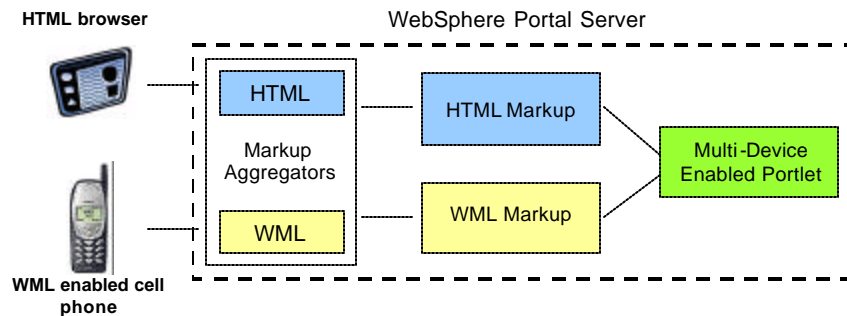 HTML browser
WebSphere Portal Server
HTML
Markup
Aggregators
WML
HTML Markup
WML Markup
Multi-Device
Enabled Portlet
WML enabled cell
phone